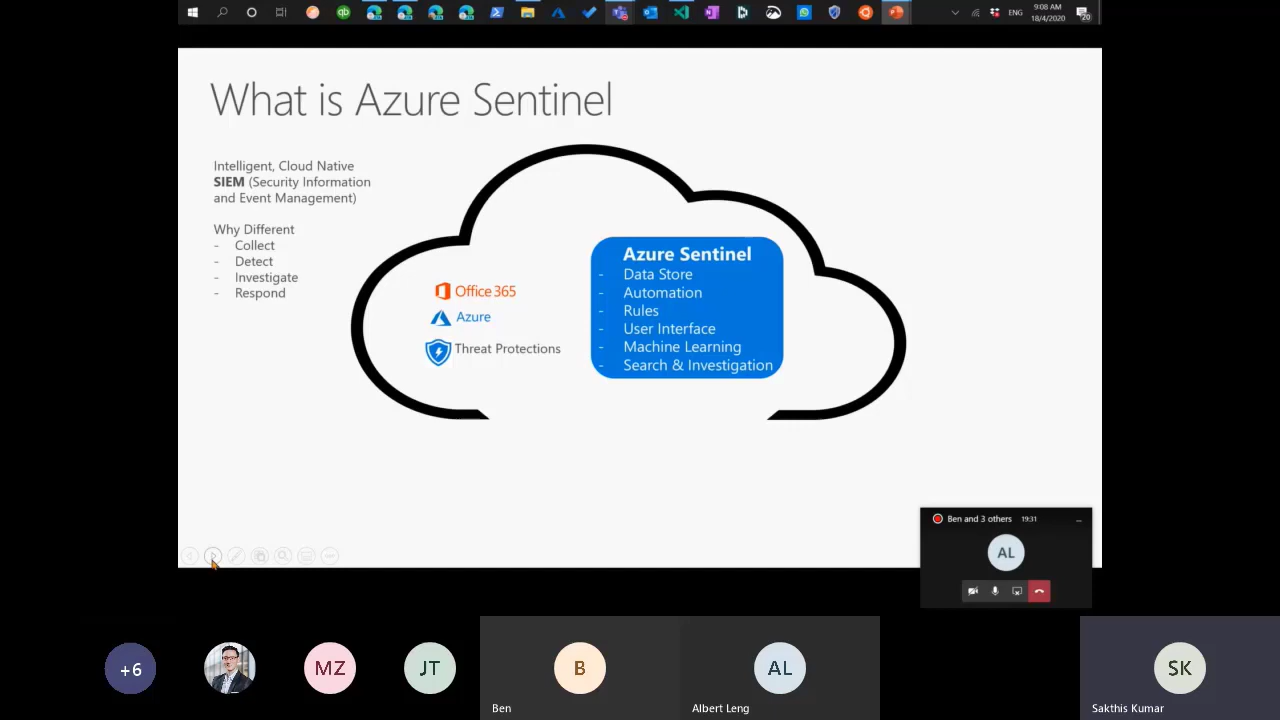 ENG
9:08 AM
18/4/2020
20
What is Azure Sentinel
Intelligent, Cloud Native
SIEM (Security Information
and Event Management)
Why Different
- Collect
- Detect
- Investigate
- Respond
Office 365
Azure
Threat Protections
Azure Sentinel
- Data Store
- Automation
- Rules
- User Interface
- Machine Learning
- Search & Investigation
Ben and 3 others 19:31
AL
+6
MZ
JT
B
AL
SK
Ben
Albert Leng
Sakthis Kumar